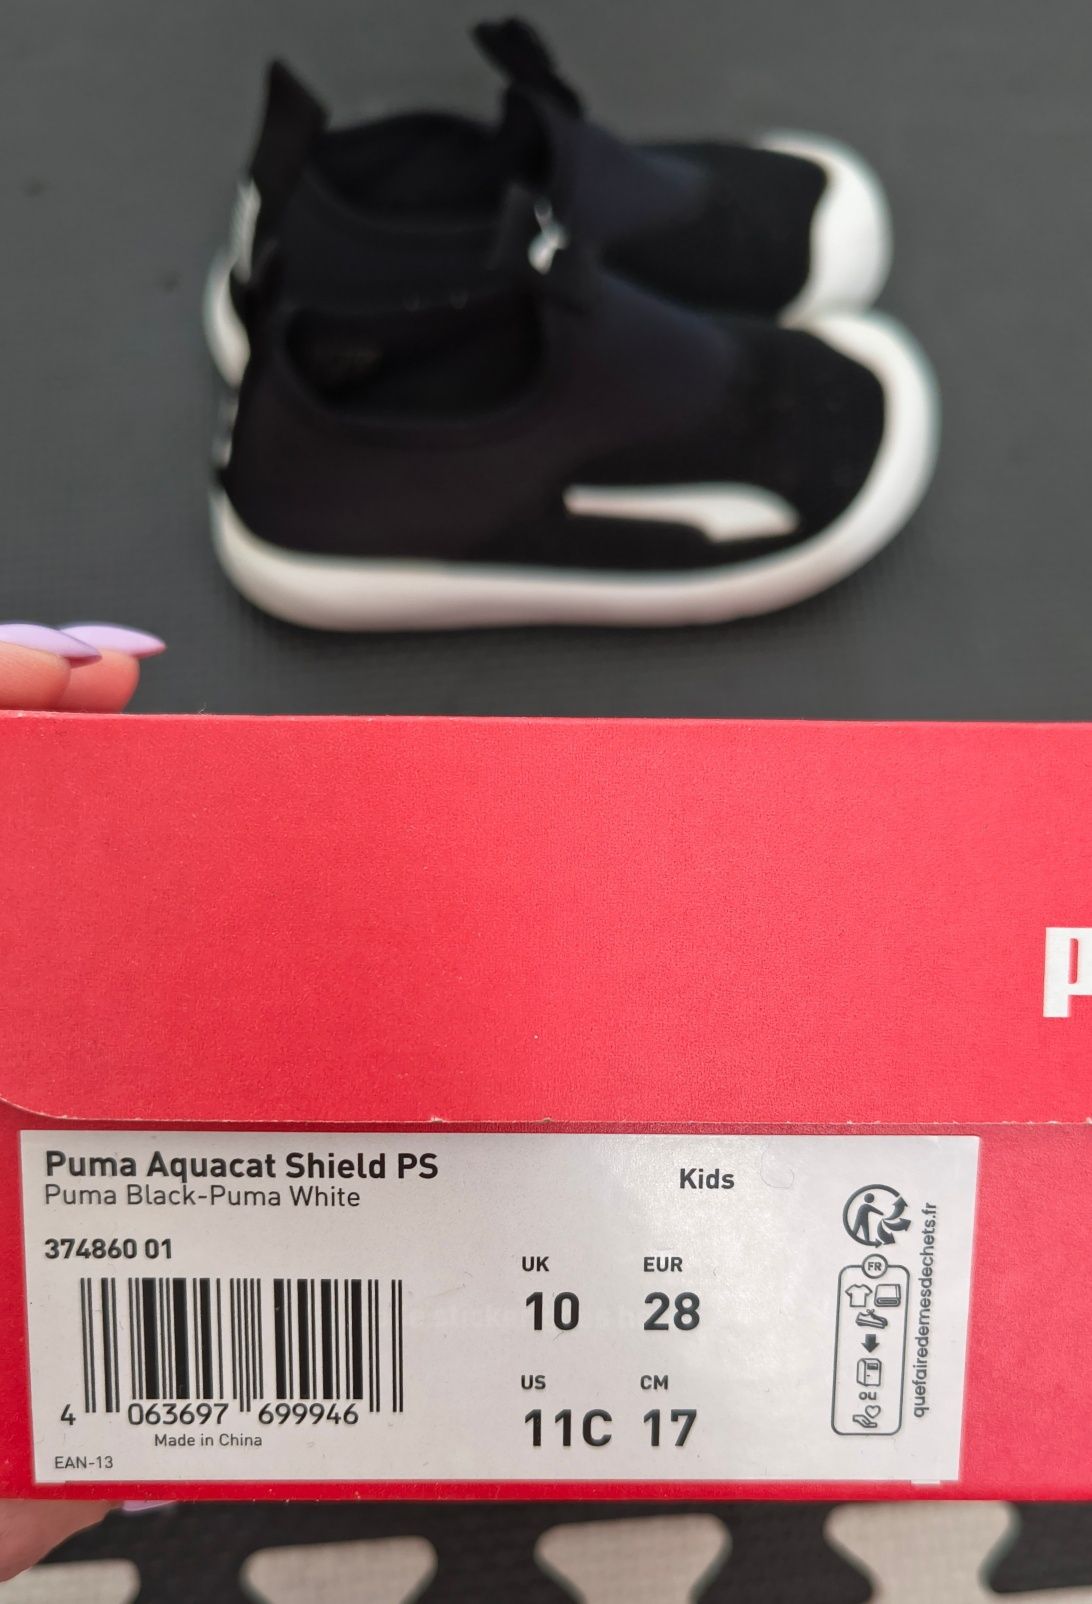 Puma Aquacat Shield PS
Puma Black-Puma White
Kids
374860 01
UK
10
EUR
28
US
11C
CM
17
4 063697 699946
Made in China
EAN-13
FR
ou
quefairedemesdechets.fr